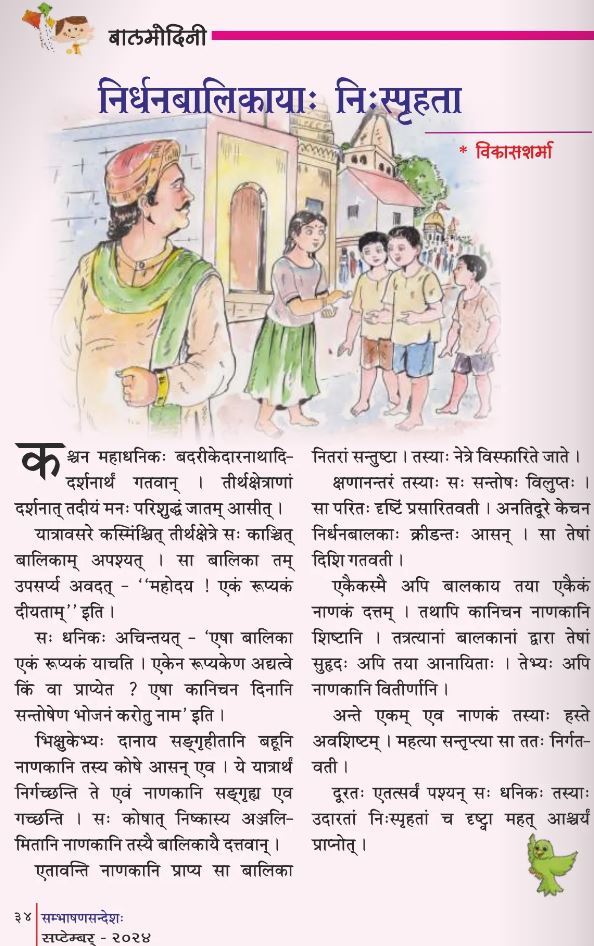 बालमोदिनी
निर्धनबालिकायाः निःस्पृहता
* विकासशर्मा
कश्चन महाधनिकः बदरीकेदारनाथादि-
दर्शनार्थं गतवान् । तीर्थक्षेत्राणां
दर्शनात् तदीयं मनः परिशुद्धं जातम् आसीत् ।
यात्रावसरे कस्मिंश्चित् तीर्थक्षेत्रे सः काञ्चित्
बालिकाम् अपश्यत् । सा बालिका तम्
उपसर्प्य अवदत् - ‘‘महोदय ! एकं रूप्यकं
दीयताम्’’ इति ।
सः धनिकः अचिन्तयत् - ‘एषा बालिका
एकं रूप्यकं याचति । एकेन रूप्यकेण अद्यत्वे
किं वा प्राप्येत ? एषा कानिचन दिनानि
सन्तोषेण भोजनं करोतु नाम’ इति ।
भिक्षुकेभ्यः दानाय सङ्गृहीतानि बहूनि
नाणकानि तस्य कोषे आसन् एव । ये यात्रार्थं
निर्गच्छन्ति ते एवं नाणकानि सङ्गृह्य एव
गच्छन्ति । सः कोषात् निष्कास्य अञ्जलि-
मितानि नाणकानि तस्यै बालिकायै दत्तवान् ।
एतावन्ति नाणकानि प्राप्य सा बालिका
नितरां सन्तुष्टा । तस्याः नेत्रे विस्फारिते जाते ।
क्षणानन्तरं तस्याः सः सन्तोषः विलुप्तः ।
सा परितः दृष्टिं प्रसारितवती । अनतिदूरे केचन
निर्धनबालकाः क्रीडन्तः आसन् । सा तेषां
दिशि गतवती ।
एकैकस्मै अपि बालकाय तया एकैकं
नाणकं दत्तम् । तथापि कानिचन नाणकानि
शिष्टानि । तत्रत्यानां बालकानां द्वारा तेषां
सुहृदः अपि तया आनायिताः । तेभ्यः अपि
नाणकानि वितीर्णानि ।
अन्ते एकम् एव नाणकं तस्याः हस्ते
अवशिष्टम् । महत्या सन्तृप्त्या सा ततः निर्गत-
वती ।
दूरतः एतत्सर्वं पश्यन् सः धनिकः तस्याः
उदारतां निःस्पृहतां च दृष्ट्वा महत् आश्चर्यं
प्राप्नोत् ।
३४ सम्भाषणसन्देशः
सप्टेम्बर् - २०२४